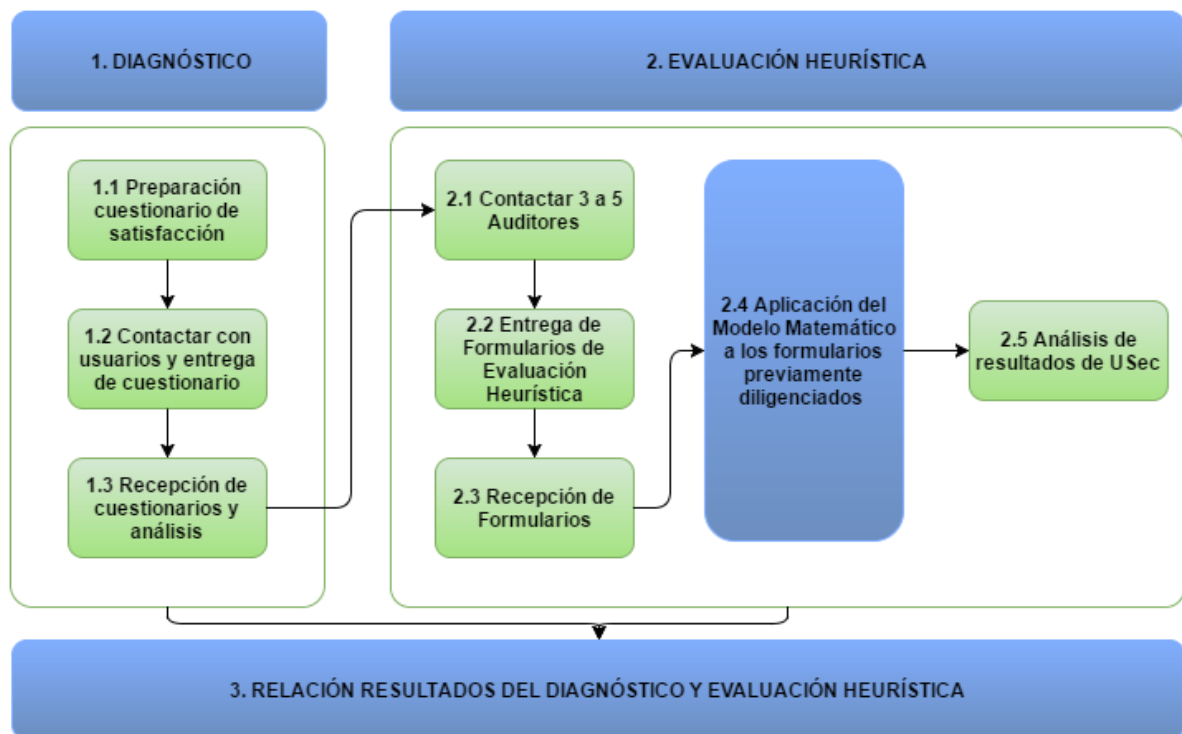 1. DIAGNÓSTICO
2. EVALUACIÓN HEURÍSTICA
1.1 Preparación
cuestionario de
satisfacción
1.2 Contactar con
usuarios y entrega
de cuestionario
1.3 Recepción de
cuestionarios y
análisis
2.1 Contactar 3 a 5
Auditores
2.2 Entrega de
Formularios de
Evaluación
Heurística
2.3 Recepción de
Formularios
2.4 Aplicación del
Modelo Matemático
a los formularios
previamente
diligenciados
2.5 Análisis de
resultados de USec
3. RELACIÓN RESULTADOS DEL DIAGNÓSTICO Y EVALUACIÓN HEURÍSTICA